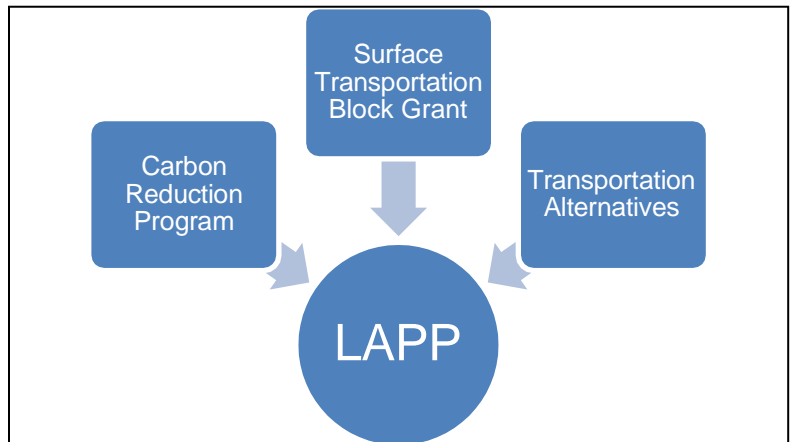 Surface
Transportation
Block Grant
Carbon
Reduction
Program
Transportation
Alternatives
LAPP